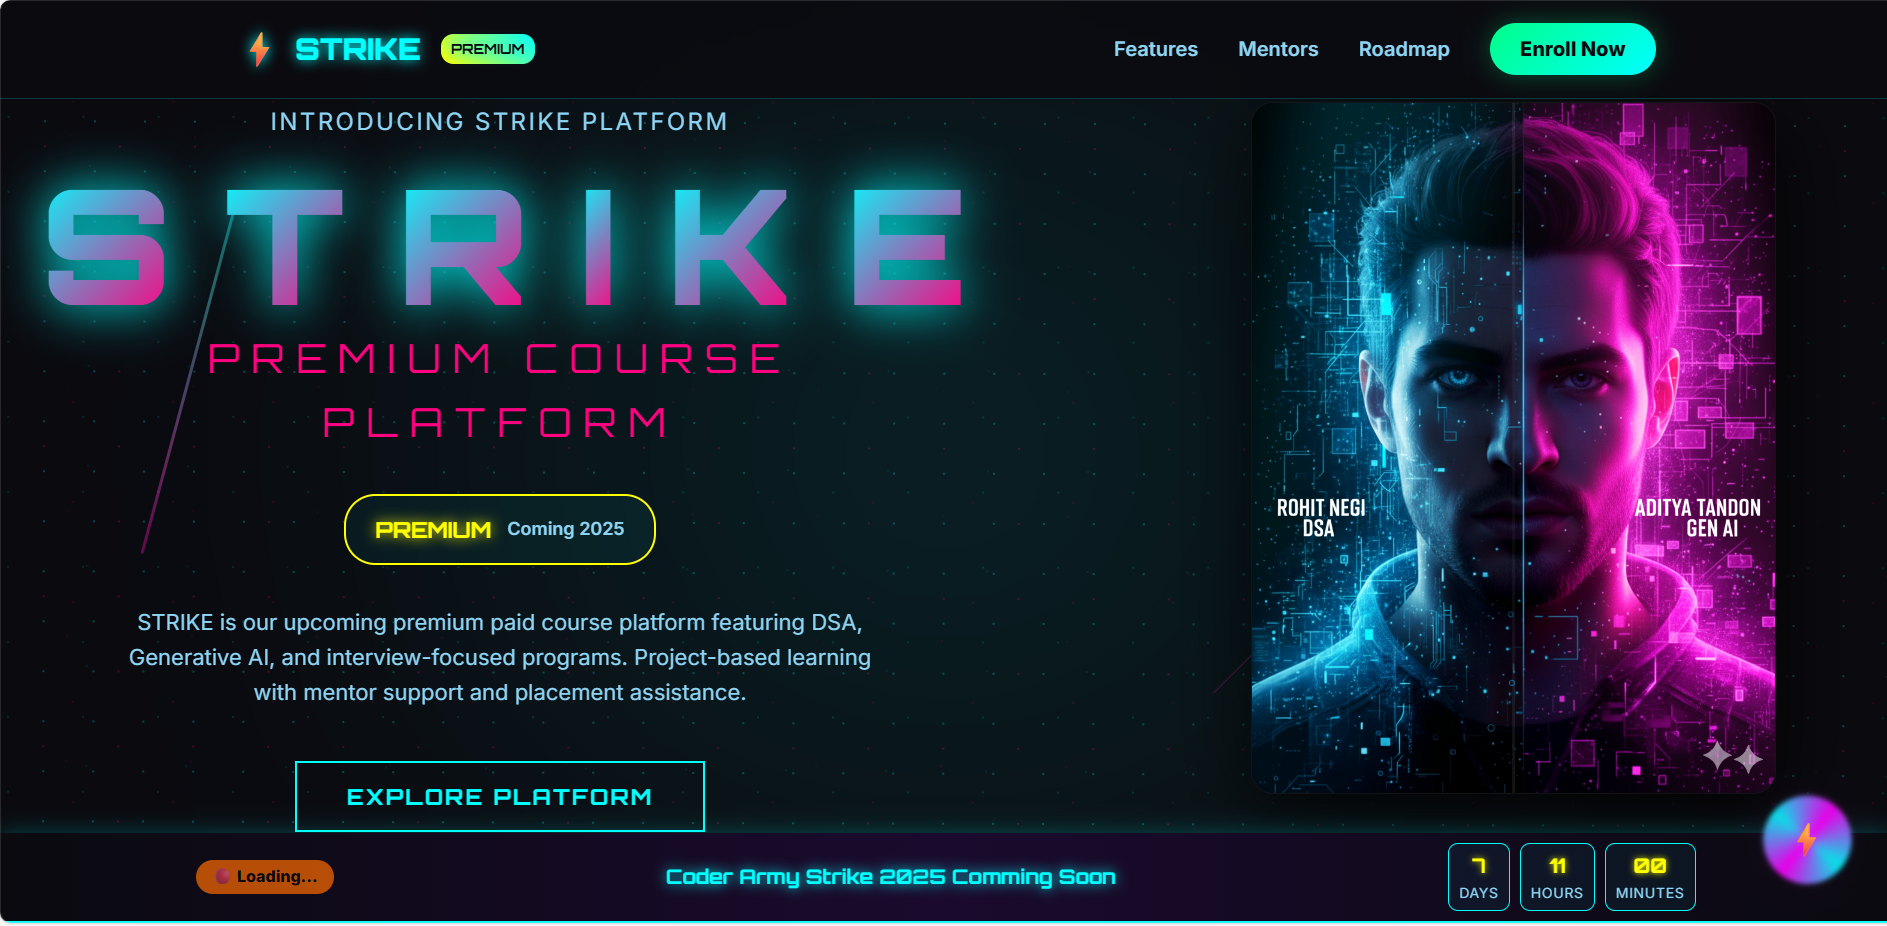 STRIKE PREMIUM
Features Mentors Roadmap Enroll Now
INTRODUCING STRIKE PLATFORM
STRIKE
PREMIUM COURSE
PLATFORM
PREMIUM Coming 2025
STRIKE is our upcoming premium paid course platform featuring DSA,
Generative AI, and interview-focused programs. Project-based learning
with mentor support and placement assistance.
EXPLORE PLATFORM
ROHIT NEGI
DSA
ADITYA TANDON
GEN AI
Loading...
Coder Army Strike 2025 Comming Soon
7
DAYS
11
HOURS
00
MINUTES